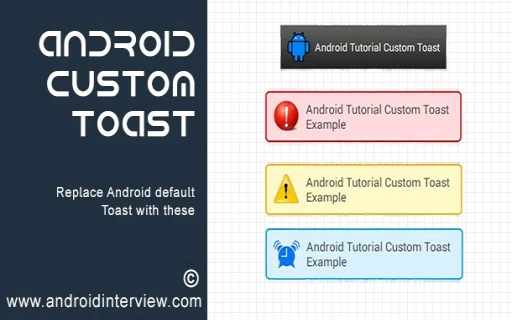 ANDROID
CUSTOM
TOAST
Replace Android default
Toast with these
©
www.androidinterview.com
Android Tutorial Custom Toast
Android Tutorial Custom Toast
Example
Android Tutorial Custom Toast
Example
Android Tutorial Custom Toast
Example